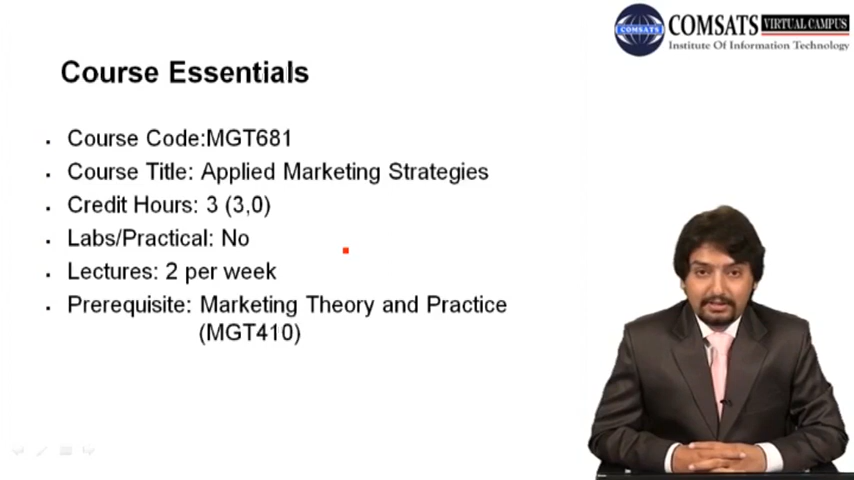 COMSATS VIRTUAL CAMPUS
COMSATS
Institute Of Information Technology
Course Essentials
Course Code:MGT681
Course Title: Applied Marketing Strategies
Credit Hours: 3 (3,0)
Labs/Practical: No
Lectures: 2 per week
Prerequisite: Marketing Theory and Practice
(MGT410)